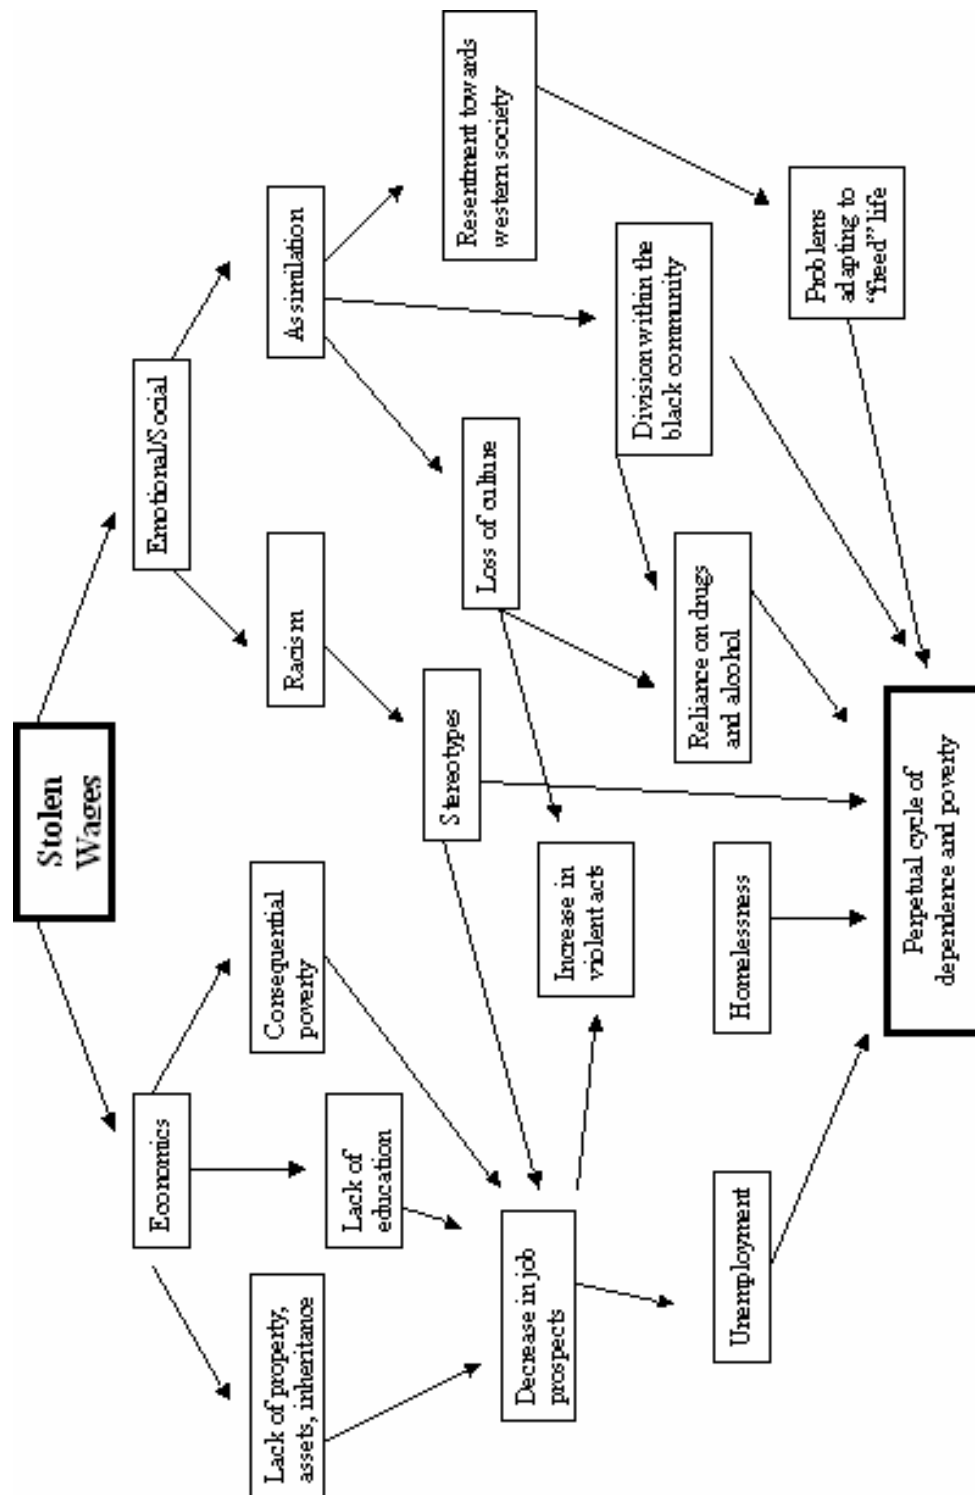 Stolen
Wages
Economics
Emotional/Social
Lack of property,
assets, inheritance
Lack of
education
Consequential
poverty
Racism
Assimilation
Decrease in job
prospects
Stereotypes
Loss of culture
Resentment towards
western society
Increase in
violent acts
Division within the
black community
Unemployment
Homelessness
Reliance on drugs
and alcohol
Problems
adapting to
"freed" life
Perpetual cycle of
dependence and poverty